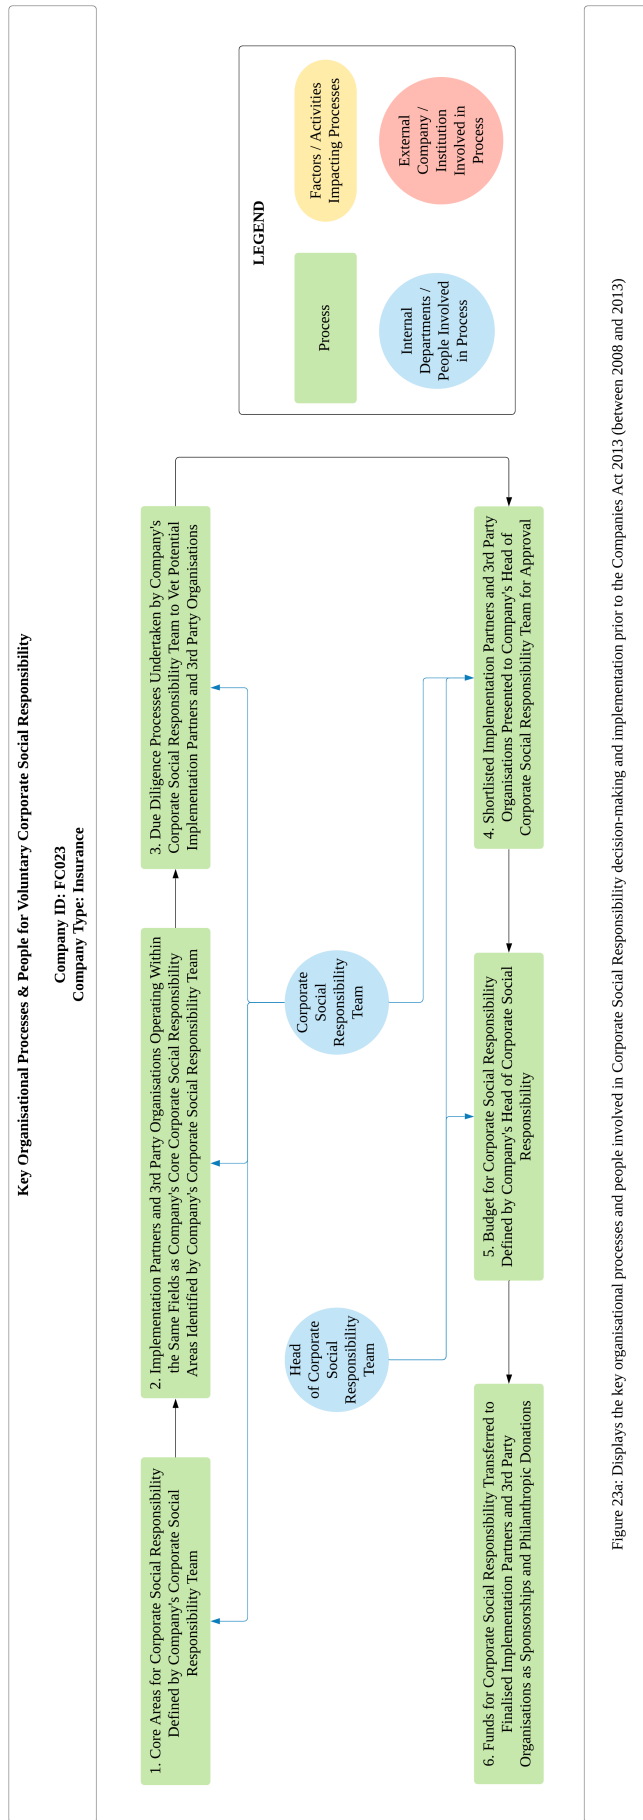 Key Organisational Processes & People for Voluntary Corporate Social Responsibility
Company ID: FC023
Company Type: Insurance
1. Core Areas for Corporate Social Responsibility
Defined by Company's Corporate Social
Responsibility Team
2. Implementation Partners and 3rd Party Organisations Operating Within
the Same Fields as Company's Core Corporate Social Responsibility
Areas Identified by Company's Corporate Social Responsibility Team
3. Due Diligence Processes Undertaken by Company's
Corporate Social Responsibility Team to Vet Potential
Implementation Partners and 3rd Party Organisations
Head
of Corporate
Social
Responsibility
Team
Corporate
Social
Responsibility
Team
6. Funds for Corporate Social Responsibility Transferred to
Finalised Implementation Partners and 3rd Party
Organisations as Sponsorships and Philanthropic Donations
5. Budget for Corporate Social Responsibility
Defined by Company's Head of Corporate Social
Responsibility
4. Shortlisted Implementation Partners and 3rd Party
Organisations Presented to Company's Head of
Corporate Social Responsibility Team for Approval
LEGEND
Process
Factors / Activities
Impacting Processes
Internal
Departments /
People Involved
in Process
External
Company /
Institution
Involved in
Process
Figure 23a: Displays the key organisational processes and people involved in Corporate Social Responsibility decision-making and implementation prior to the Companies Act 2013 (between 2008 and 2013)